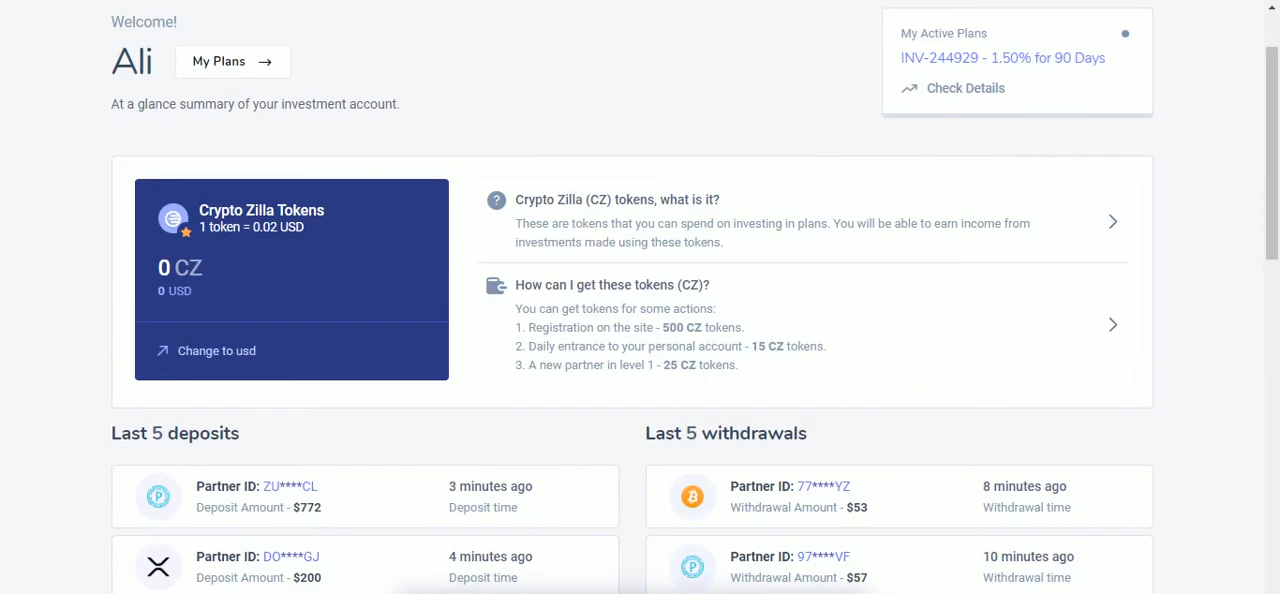 Welcome!
Ali
My Plans →
At a glance summary of your investment account.
My Active Plans
INV-244929 - 1.50% for 90 Days
Check Details
Crypto Zilla Tokens
1 token = 0.02 USD
0 CZ
0 USD
Change to usd
Crypto Zilla (CZ) tokens, what is it?
These are tokens that you can spend on investing in plans. You will be able to earn income from
investments made using these tokens.
How can I get these tokens (CZ)?
You can get tokens for some actions:
1. Registration on the site - 500 CZ tokens.
2. Daily entrance to your personal account - 15 CZ tokens.
3. A new partner in level 1 - 25 CZ tokens.
Last 5 deposits
Partner ID: ZU****CL
3 minutes ago
Deposit Amount - $772
Deposit time
Partner ID: DO****GJ
4 minutes ago
Deposit Amount - $200
Deposit time
Last 5 withdrawals
Partner ID: 77****YZ
8 minutes ago
Withdrawal Amount - $53
Withdrawal time
Partner ID: 97****VF
10 minutes ago
Withdrawal Amount - $57
Withdrawal time